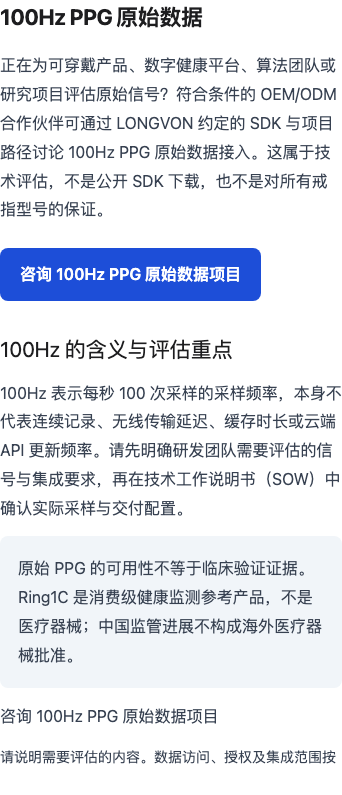 100Hz PPG 原始数据
正在为可穿戴产品、数字健康平台、算法团队或
研究项目评估原始信号？符合条件的 OEM/ODM
合作伙伴可通过 LONGVON 约定的 SDK 与项目
路径讨论 100Hz PPG 原始数据接入。这属于技
术评估，不是公开 SDK 下载，也不是对所有戒
指型号的保证。
咨询 100Hz PPG 原始数据项目
100Hz 的含义与评估重点
100Hz 表示每秒 100 次采样的采样频率，本身不
代表连续记录、无线传输延迟、缓存时长或云端
API 更新频率。请先明确研发团队需要评估的信
号与集成要求，再在技术工作说明书（SOW）中
确认实际采样与交付配置。
原始 PPG 的可用性不等于临床验证证据。
Ring1C 是消费级健康监测参考产品，不是
医疗器械；中国监管进展不构成海外医疗器
械批准。
咨询 100Hz PPG 原始数据项目
请说明需要评估的内容。数据访问、授权及集成范围按